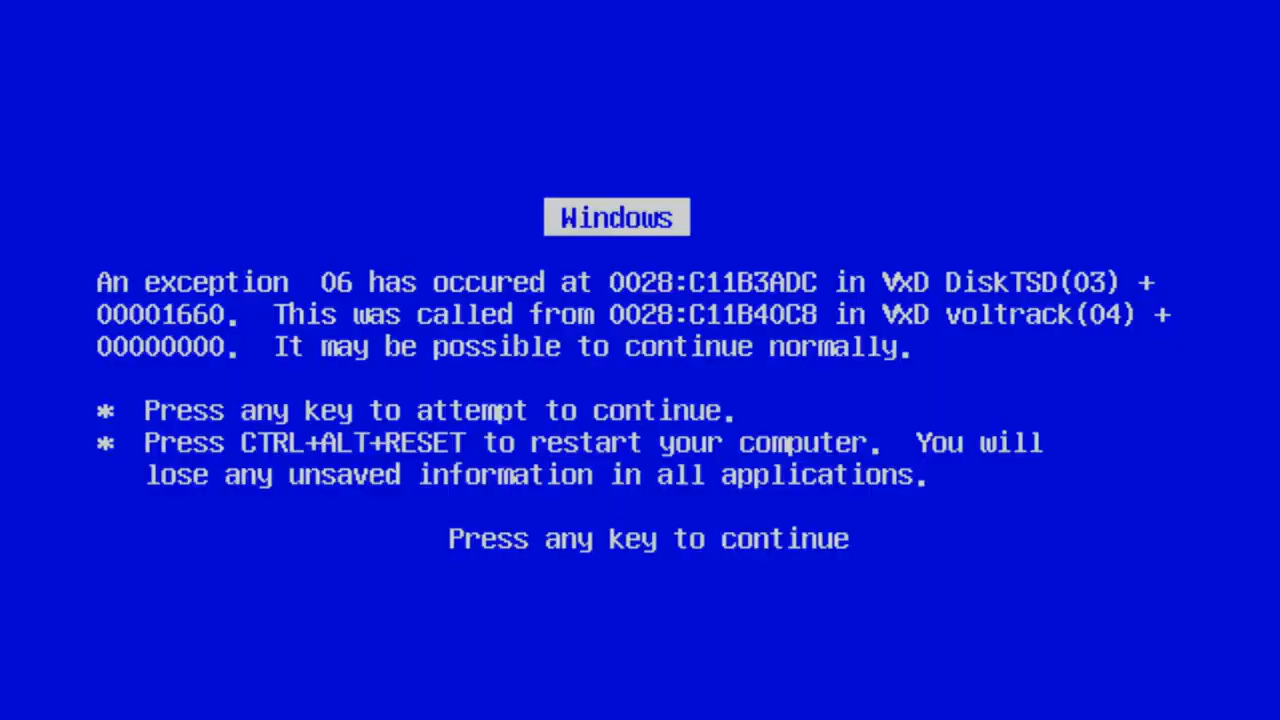 Windows
An exception  06 has occured at 0028:C11B3ADC in VxD DiskTSD(03) +
00001660.  This was called from 0028:C11B40C8 in VxD voltrack(04) +
00000000.  It may be possible to continue normally.
*  Press any key to attempt to continue.
*  Press CTRL+ALT+RESET to restart your computer.  You will
lose any unsaved information in all applications.
Press any key to continue